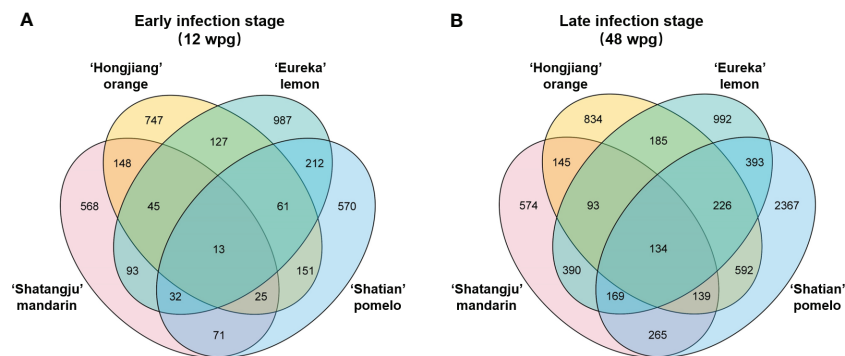 A
Early infection stage
(12 wpg)
‘Hongjiang’
orange
‘Eureka’
lemon
747
987
127
148
212
568
45
61
570
13
93
151
‘Shatangju’
mandarin
32
25
‘Shatian’
pomelo
71
B
Late infection stage
(48 wpg)
‘Hongjiang’
orange
‘Eureka’
lemon
834
992
185
145
393
574
93
226
2367
134
390
592
‘Shatangju’
mandarin
169
139
‘Shatian’
pomelo
265